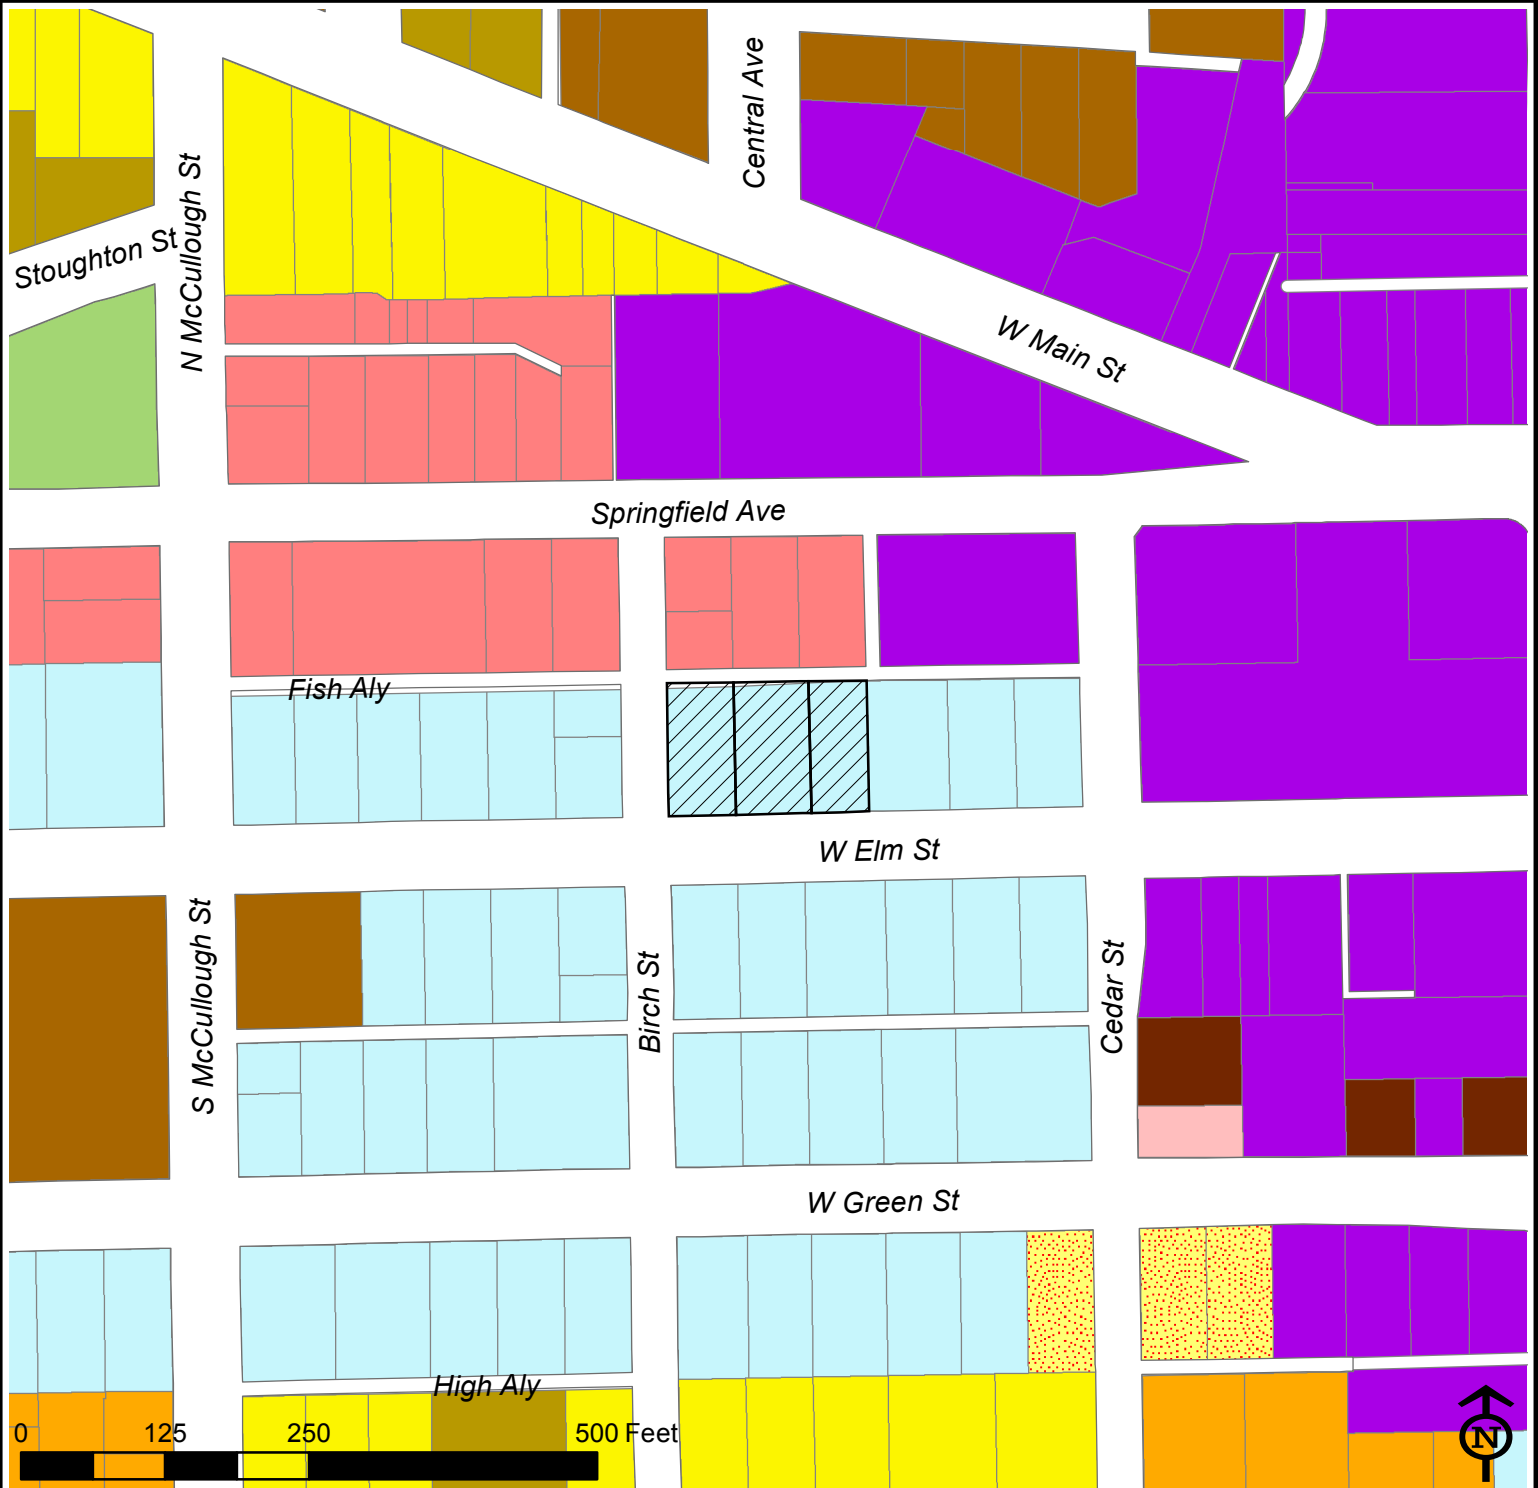 Central Ave
N McCullough St
Stoughton St
W Main St
Springfield Ave
Fish Aly
W Elm St
S McCullough St
Birch St
Cedar St
W Green St
High Aly
0 125 250 500 Feet
N